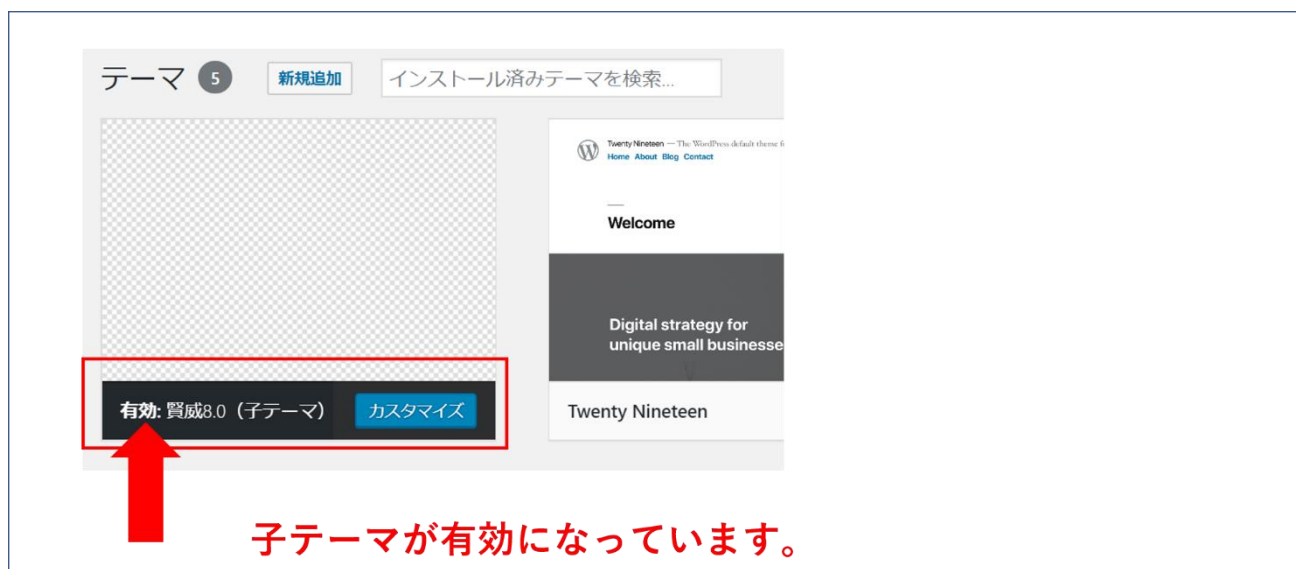 テーマ 5 新規追加 インストール済みテーマを検索...
Twenty Nineteen — The WordPress default theme
Home About Blog Contact
Welcome
Digital strategy for
unique small businesse
有効: 賢威8.0（子テーマ） カスタマイズ
Twenty Nineteen
子テーマが有効になっています。